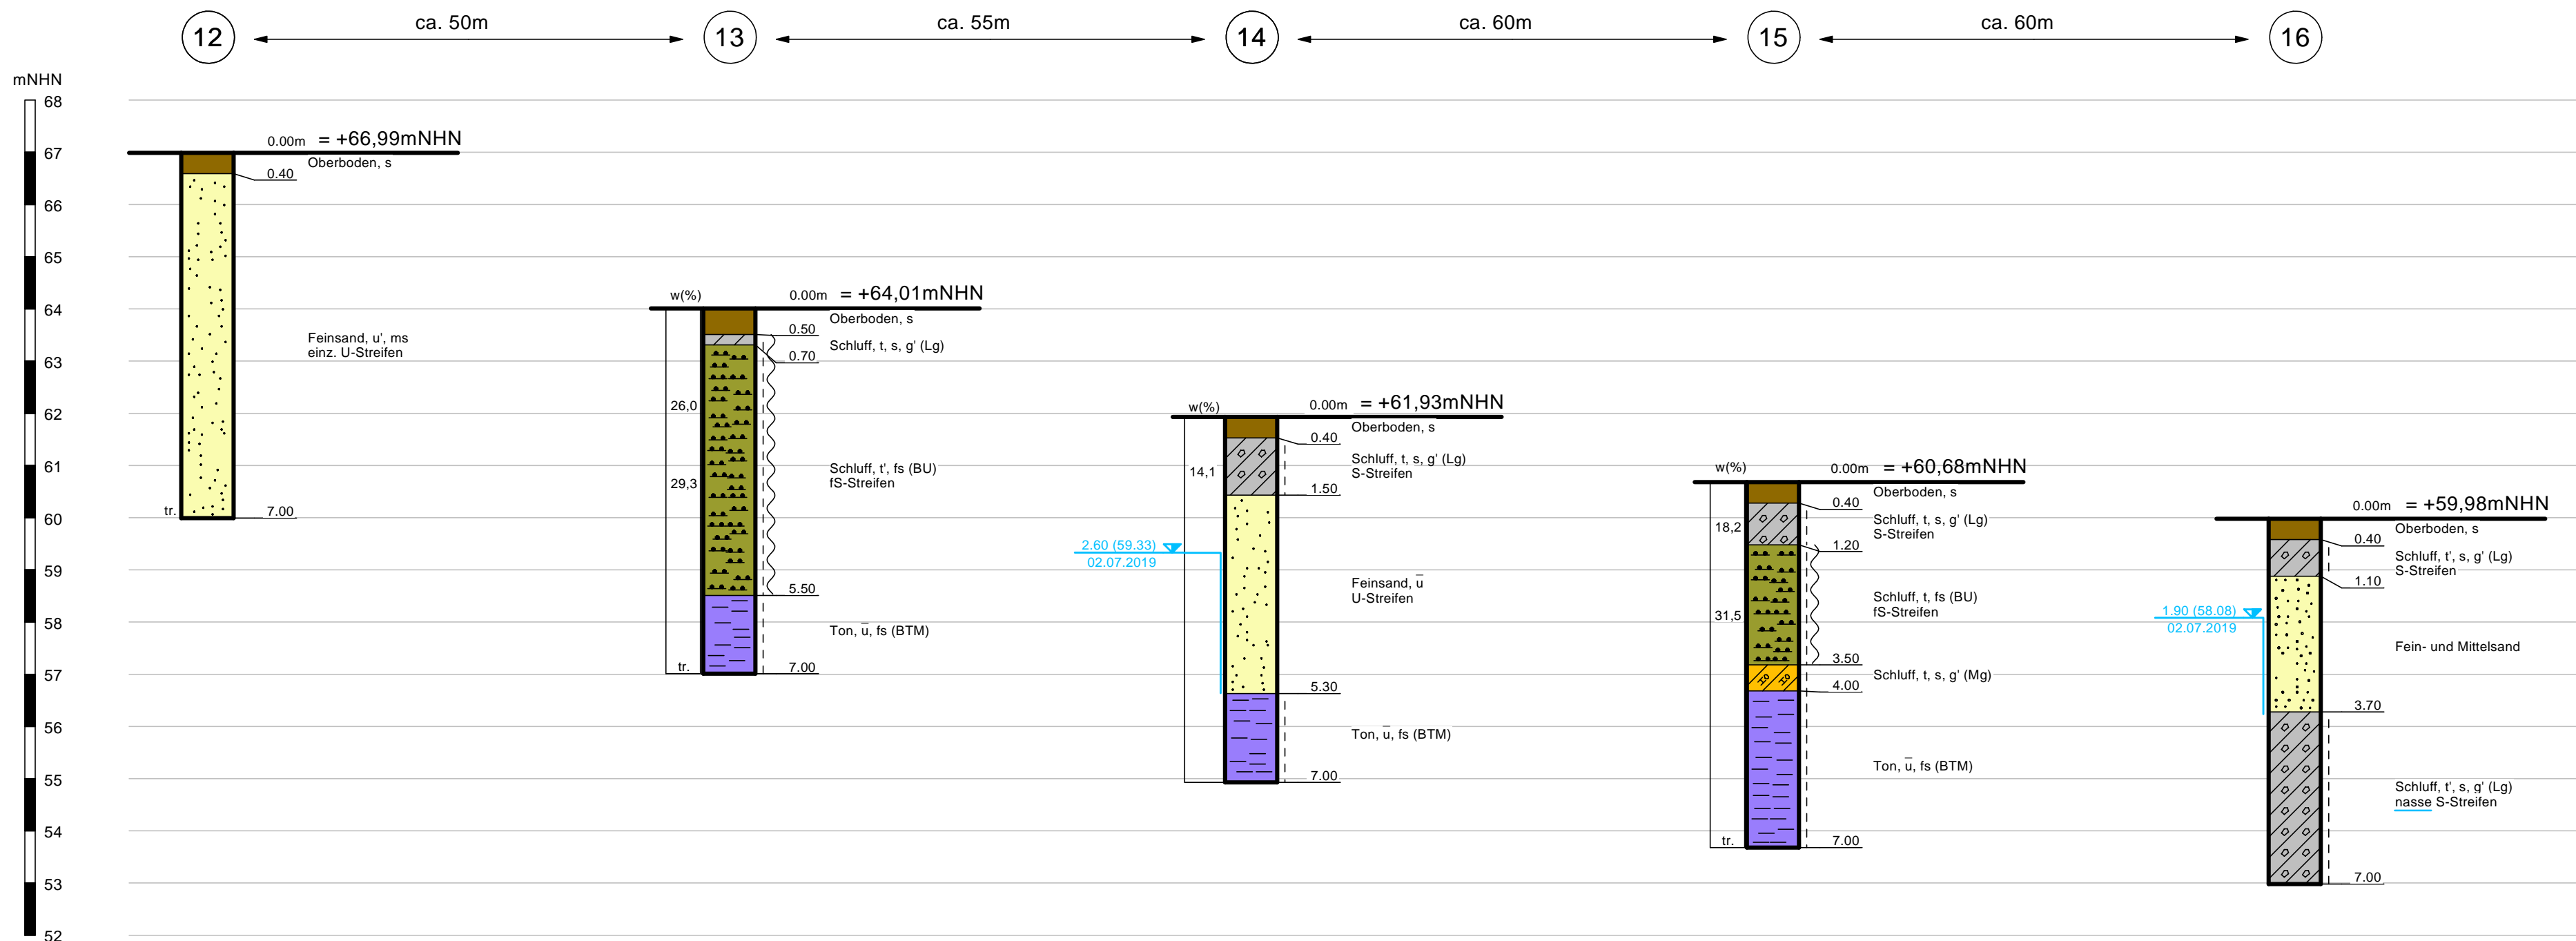 12
ca. 50m
13
ca. 55m
14
ca. 60m
15
ca. 60m
16
mNHN
68
67
66
65
64
63
62
61
60
59
58
57
56
55
54
53
52
0.00m = +66,99mNHN
Oberboden, s
0.40
Feinsand, u', ms
einz. U-Streifen
tr.
7.00
w(%)
0.00m = +64,01mNHN
Oberboden, s
0.50
Schluff, t, s, g' (Lg)
0.70
26,0
Schluff, t', fs (BU)
fS-Streifen
29,3
5.50
Ton, ū, fs (BTM)
tr.
7.00
w(%)
0.00m = +61,93mNHN
Oberboden, s
0.40
Schluff, t, s, g' (Lg)
S-Streifen
14,1
1.50
2.60 (59.33)
02.07.2019
Feinsand, ū
U-Streifen
5.30
Ton, ū, fs (BTM)
7.00
w(%)
0.00m = +60,68mNHN
Oberboden, s
0.40
Schluff, t, s, g' (Lg)
S-Streifen
18,2
1.20
Schluff, t, fs (BU)
fS-Streifen
31,5
3.50
Schluff, t, s, g' (Mg)
4.00
Ton, ū, fs (BTM)
tr.
7.00
0.00m = +59,98mNHN
Oberboden, s
0.40
Schluff, t', s, g' (Lg)
S-Streifen
1.10
1.90 (58.08)
02.07.2019
Fein- und Mittelsand
3.70
Schluff, t', s, g' (Lg)
nasse S-Streifen
7.00